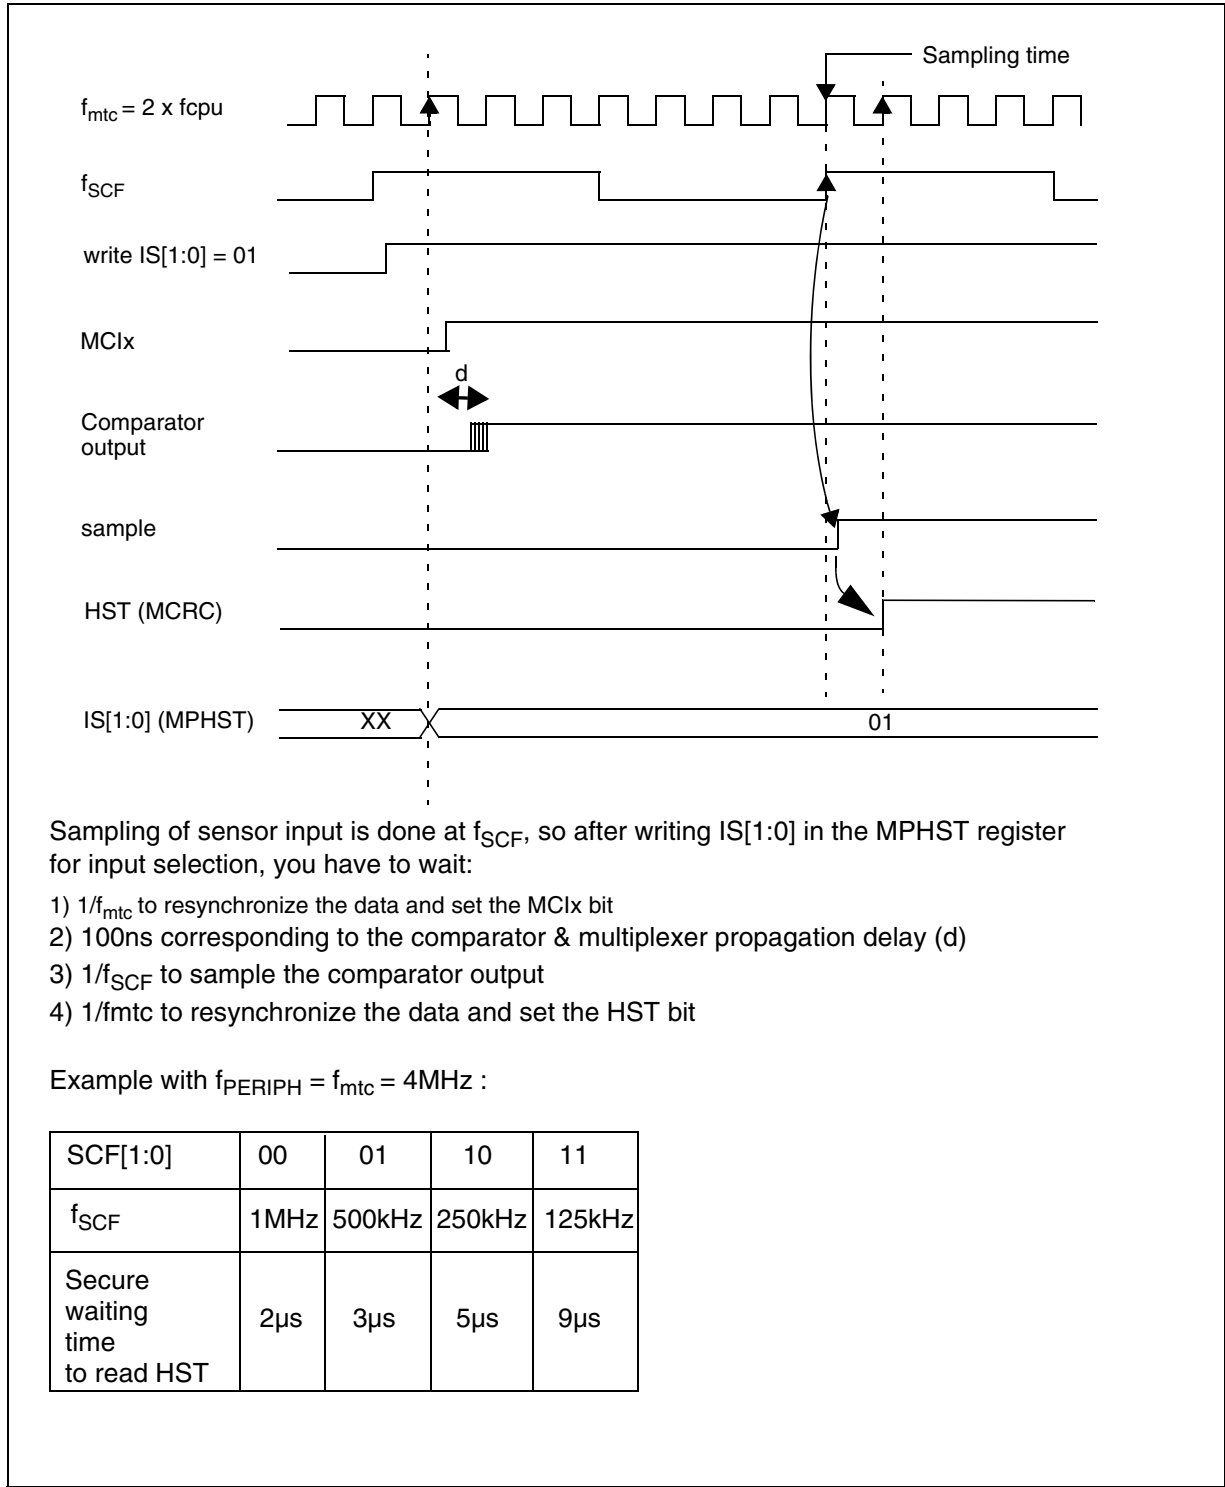 Sampling time
fmtc = 2 x fcpu
fSCF
write IS[1:0] = 01
MCIx
d
Comparator
output
sample
HST (MCRC)
IS[1:0] (MPHST)
XX
01
Sampling of sensor input is done at fSCF, so after writing IS[1:0] in the MPHST register
for input selection, you have to wait:
1) 1/fmtc to resynchronize the data and set the MCIx bit
2) 100ns corresponding to the comparator & multiplexer propagation delay (d)
3) 1/fSCF to sample the comparator output
4) 1/fmtc to resynchronize the data and set the HST bit
Example with fPERIPH = fmtc = 4MHz :
SCF[1:0] 00 01 10 11
fSCF 1MHz 500kHz 250kHz 125kHz
Secure
waiting
time
to read HST
2µs 3µs 5µs 9µs